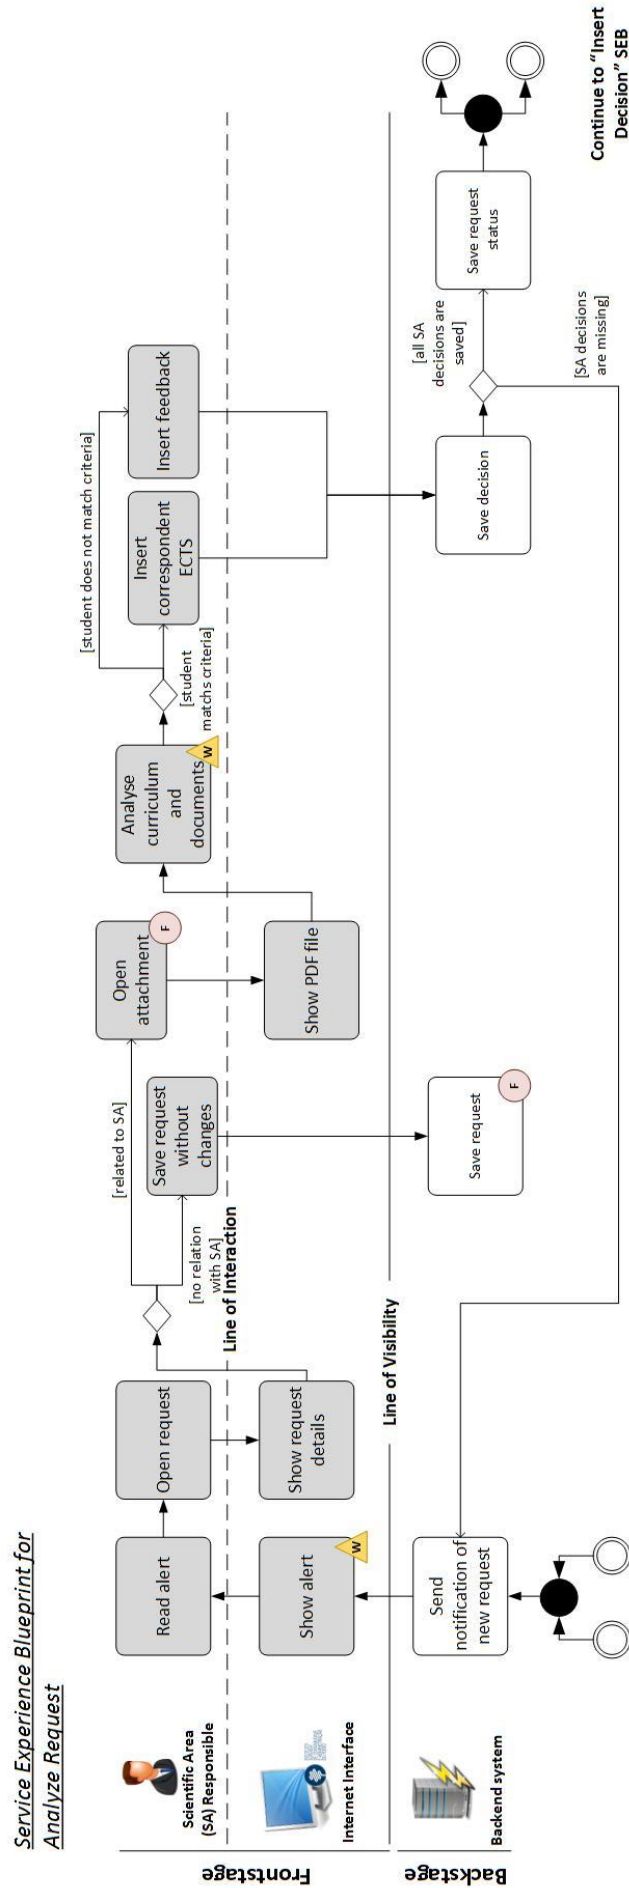 Service Experience Blueprint for
Analyze Request
Frontstage
Backstage
Scientific Area
(SA) Responsible
Internet Interface
Backend system
Read alert
Open request
Show alert
W
Show request
details
Send
notification of
new request
[related to SA]
[no relation
with SA]
Line of Interaction
Line of Visibility
Save request
without
changes
Save request
F
Open
attachment
F
Show PDF file
Analyse
curriculum
and
documents
W
[student does not match criteria]
[student
matchs criteria]
Insert
correspondent
ECTS
Insert feedback
Save decision
[all SA
decisions are
saved]
[SA decisions
are missing]
Save request
status
Continue to “Insert
Decision” SEB